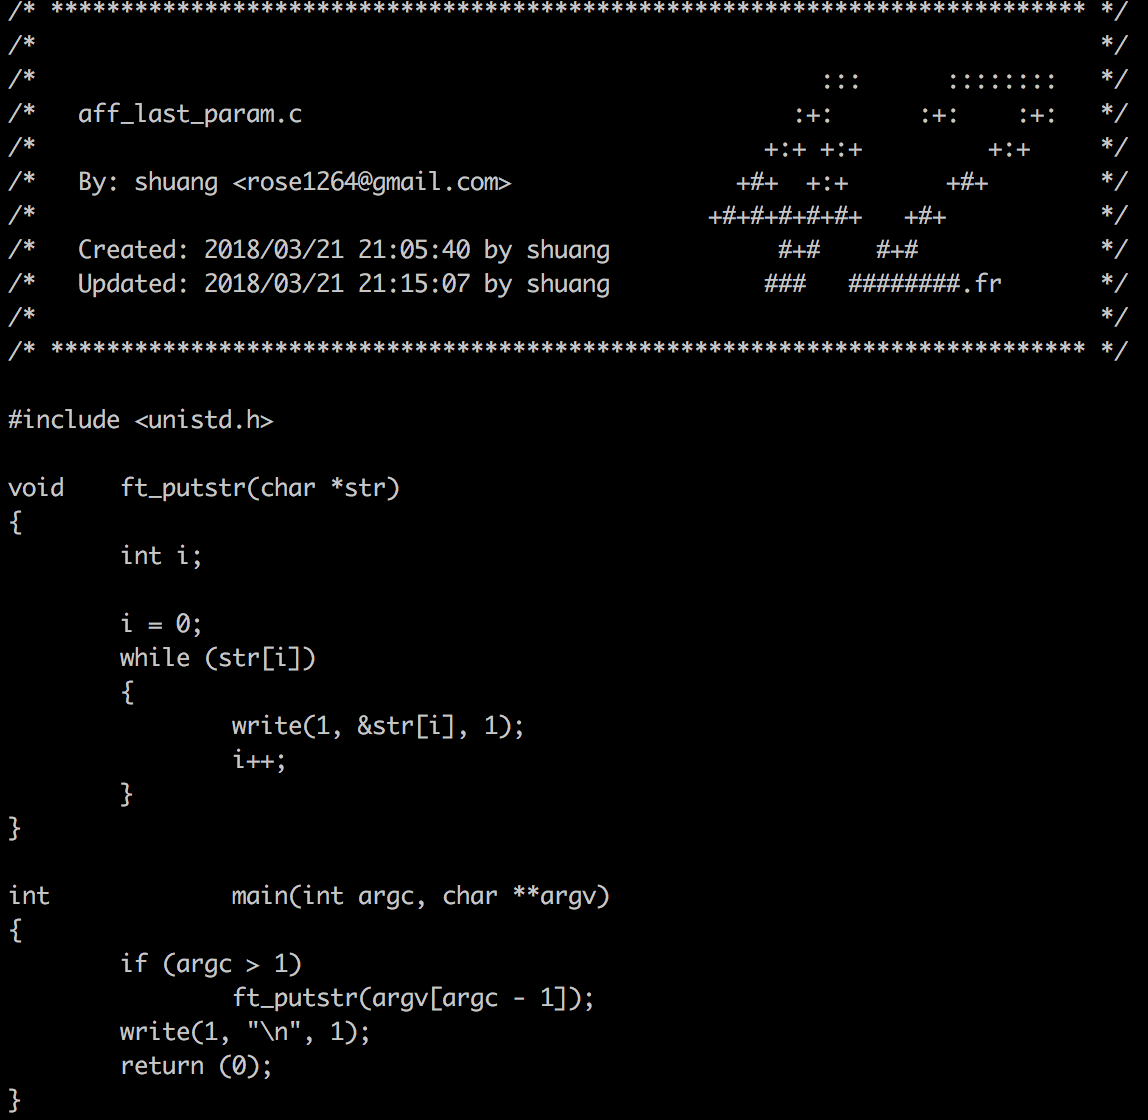 /* ************************************************************************** */
/*                                                                            */
/*                                                        :::      ::::::::   */
/*   aff_last_param.c                                   :+:      :+:    :+:   */
/*                                                    +:+ +:+         +:+     */
/*   By: shuang <rose1264@gmail.com>                +#+  +:+       +#+        */
/*                                                +#+#+#+#+#+   +#+           */
/*   Created: 2018/03/21 21:05:40 by shuang            #+#    #+#             */
/*   Updated: 2018/03/21 21:15:07 by shuang           ###   ########.fr       */
/*                                                                            */
/* ************************************************************************** */

#include <unistd.h>

void    ft_putstr(char *str)
{
        int i;

        i = 0;
        while (str[i])
        {
                write(1, &str[i], 1);
                i++;
        }
}

int             main(int argc, char **argv)
{
        if (argc > 1)
                ft_putstr(argv[argc - 1]);
        write(1, "\n", 1);
        return (0);
}